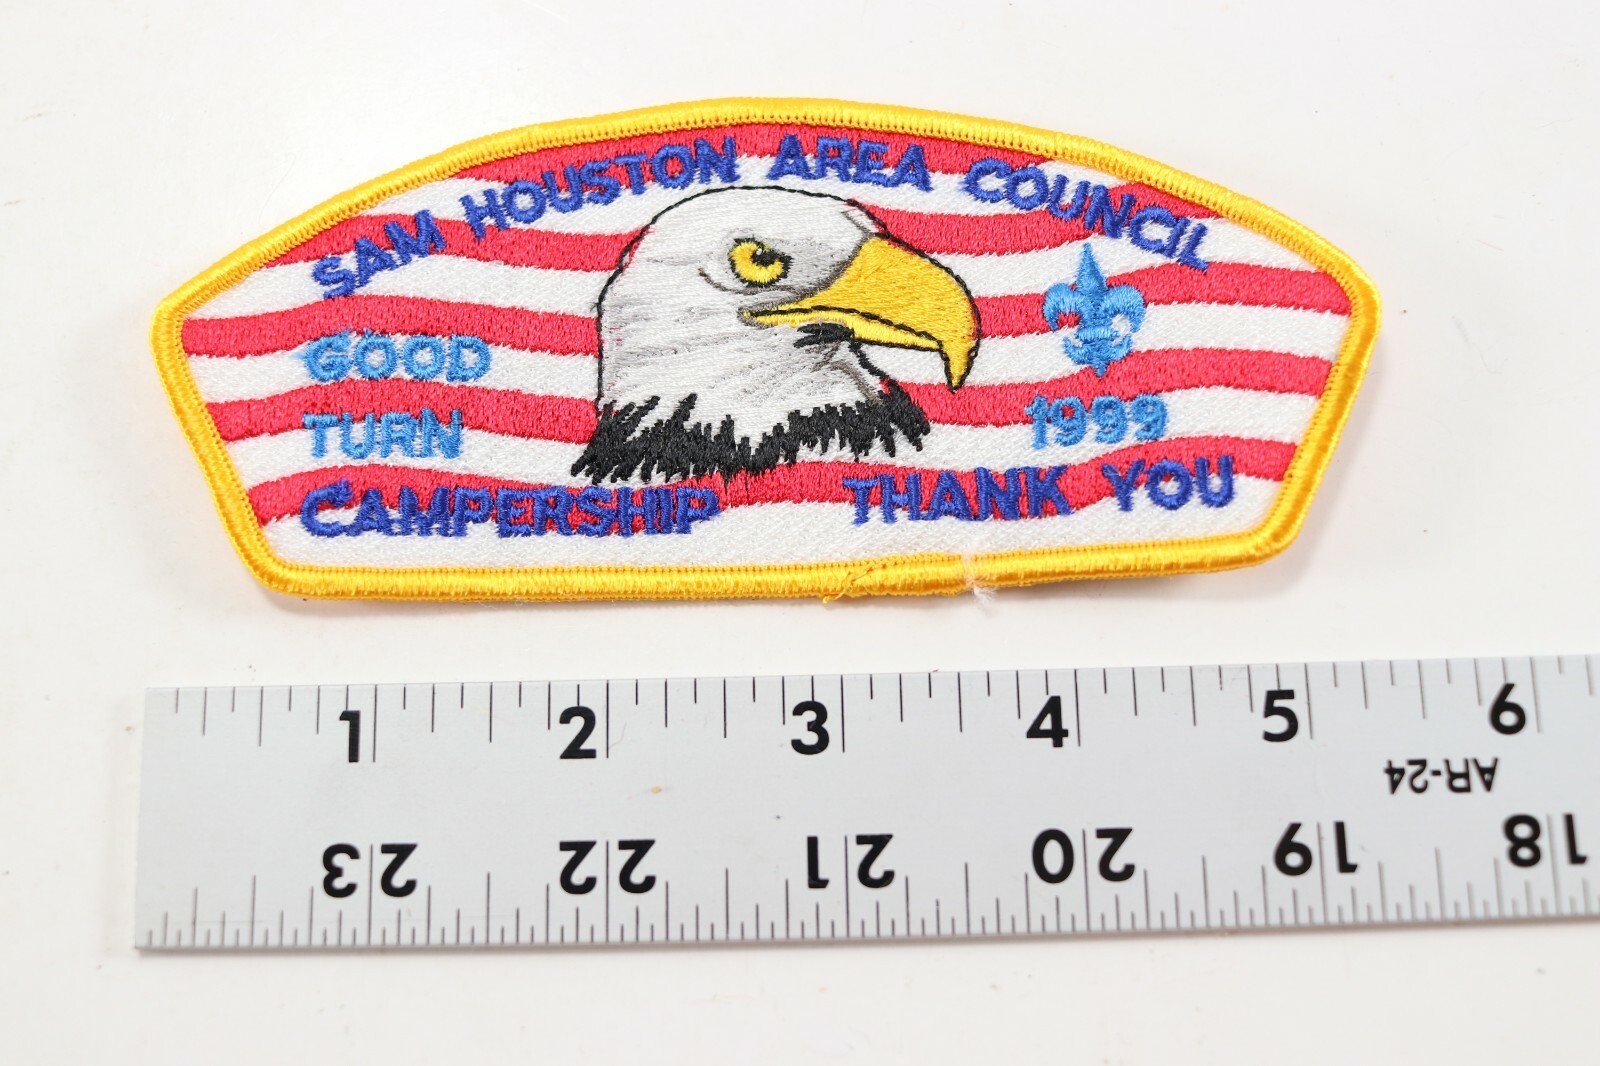 SAM HOUSTON AREA COUNCIL
GOOD
TURN
1999
CAMPERSHIP THANK YOU
1 2 3 4 5 6
AR-24
23 22 21 20 19 18